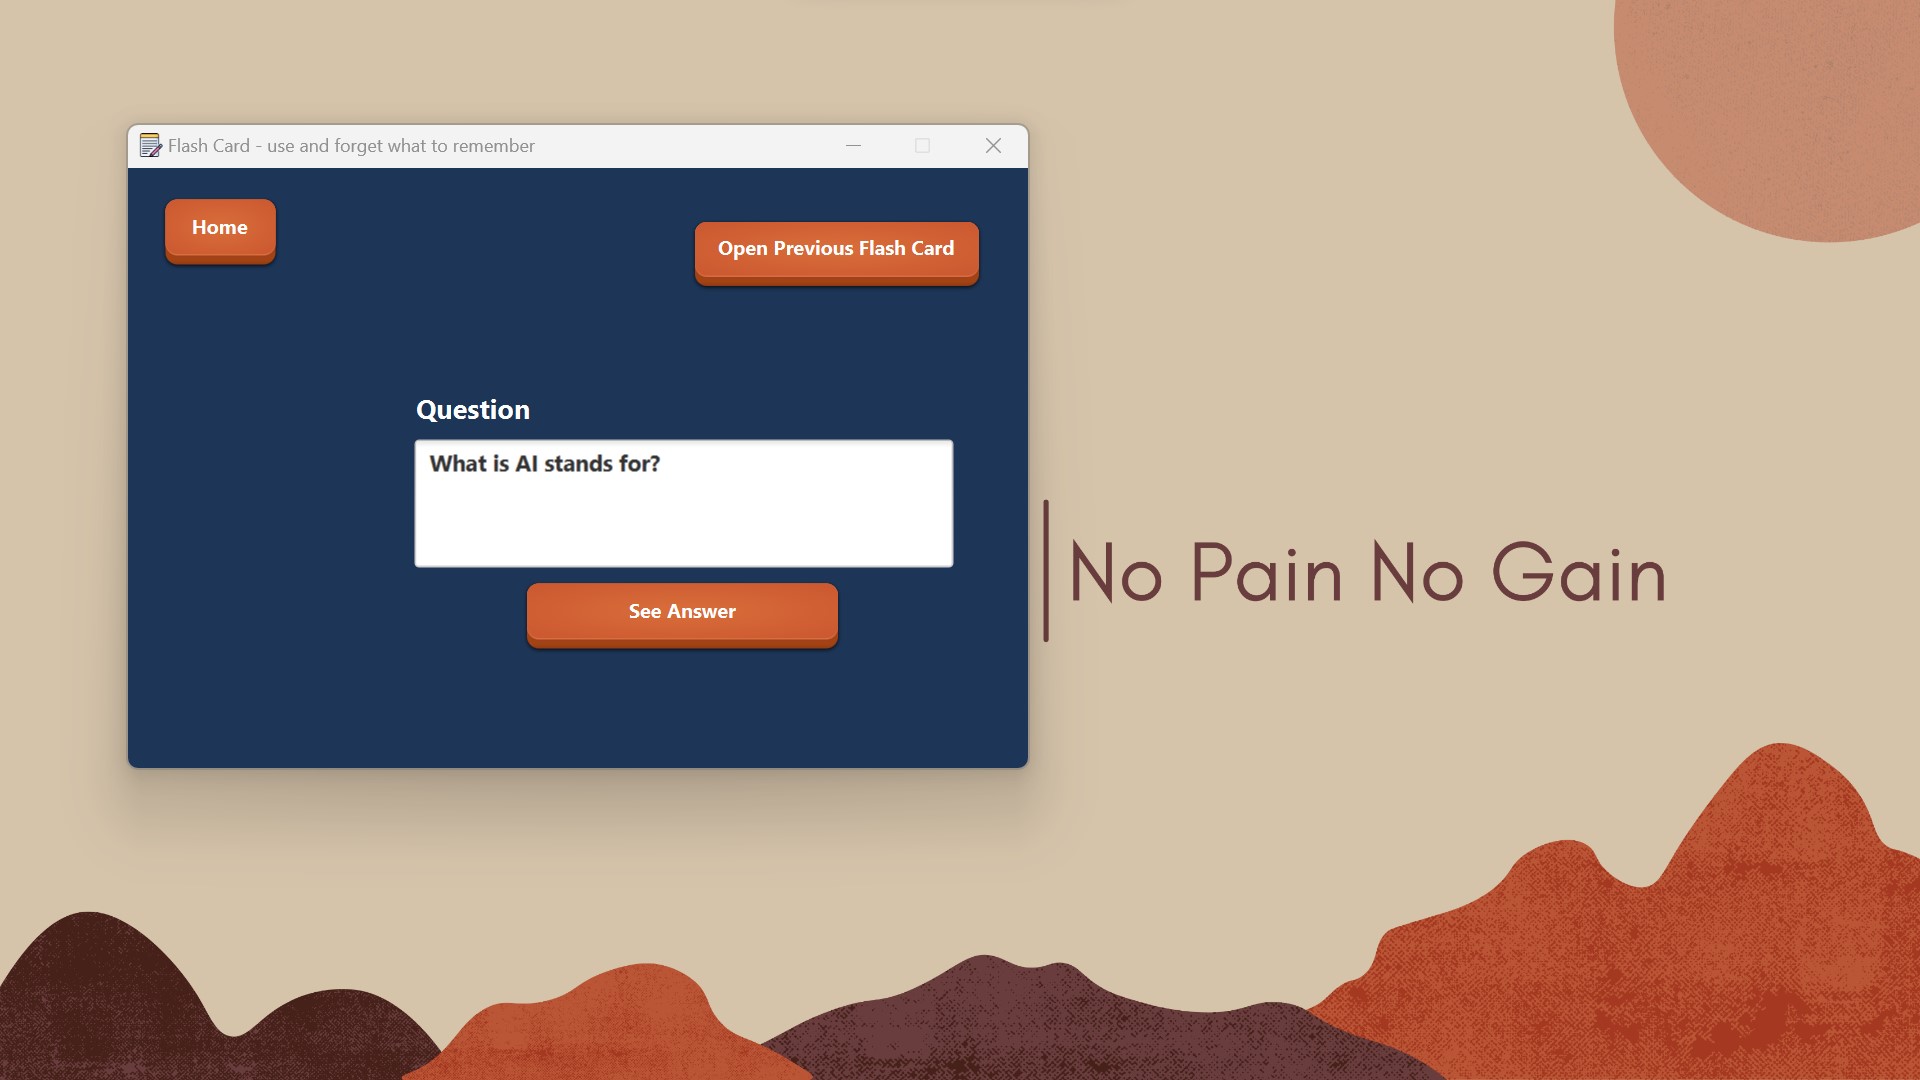 Flash Card - use and forget what to remember
Home
Open Previous Flash Card
Question
What is AI stands for?
See Answer
No Pain No Gain